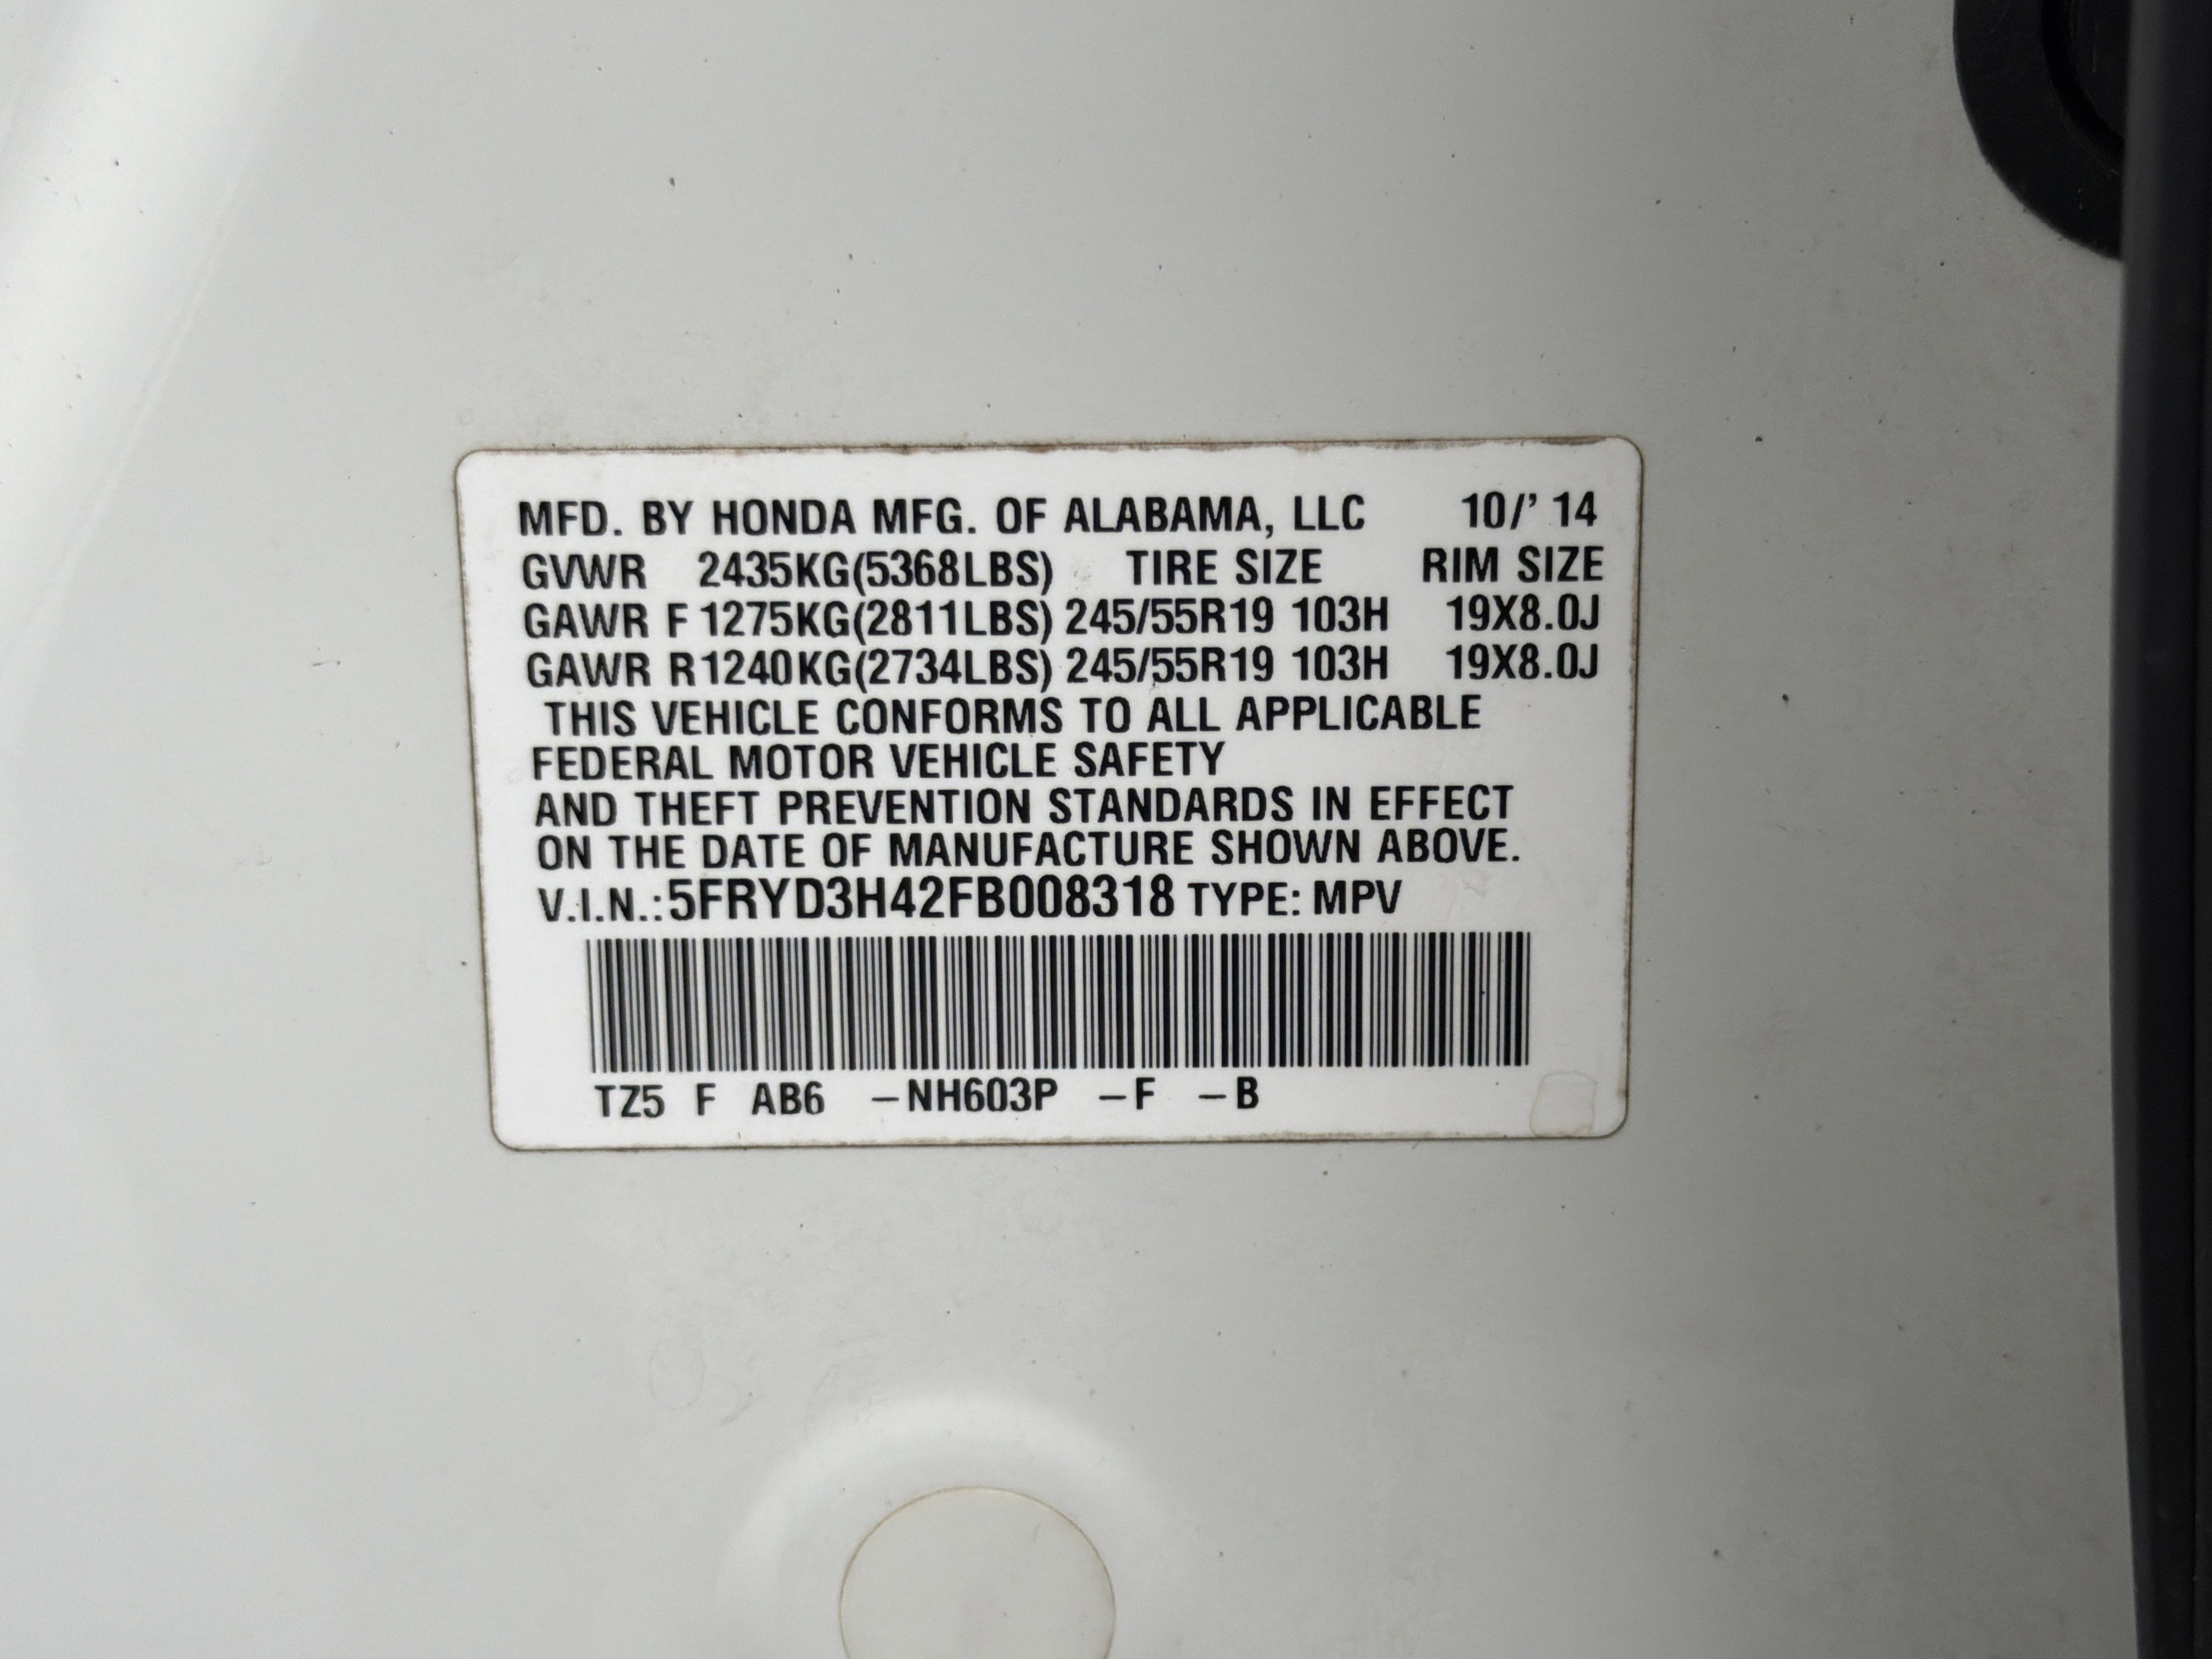 MFD. BY HONDA MFG. OF ALABAMA, LLC 10/' 14
GVWR 2435KG(5368LBS) TIRE SIZE RIM SIZE
GAWR F 1275KG(2811LBS) 245/55R19 103H 19X8.0J
GAWR R 1240KG(2734LBS) 245/55R19 103H 19X8.0J
THIS VEHICLE CONFORMS TO ALL APPLICABLE
FEDERAL MOTOR VEHICLE SAFETY
AND THEFT PREVENTION STANDARDS IN EFFECT
ON THE DATE OF MANUFACTURE SHOWN ABOVE.
V.I.N.:5FRYD3H42FB008318 TYPE: MPV
TZ5 F AB6 –NH603P –F –B